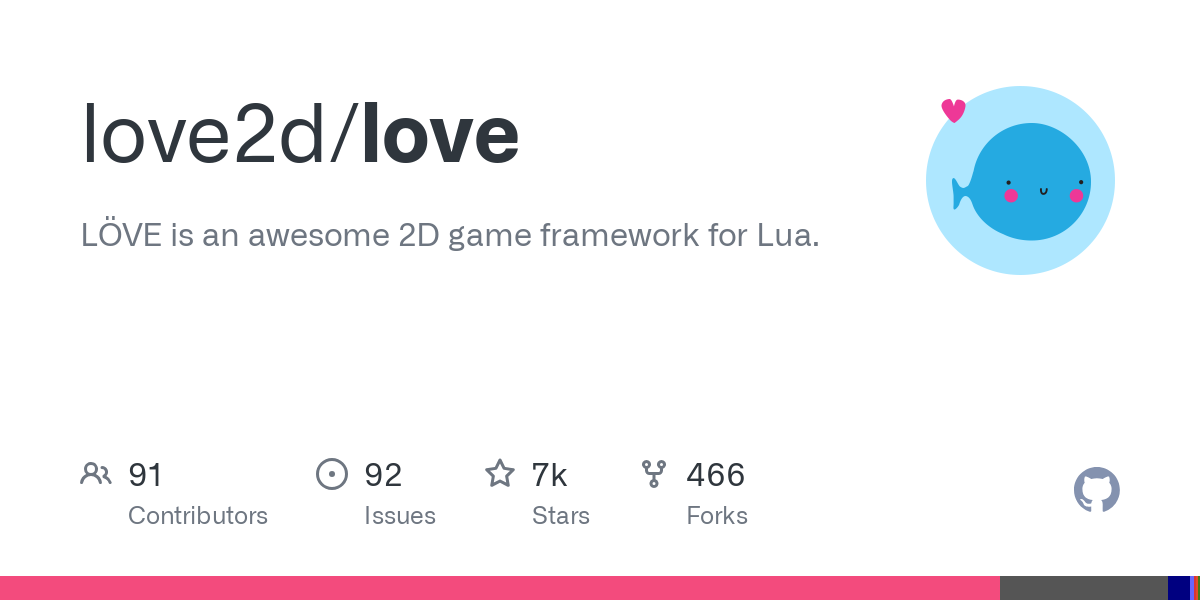 love2d/love
LÖVE is an awesome 2D game framework for Lua.
91 92 7k 466
Contributors Issues Stars Forks